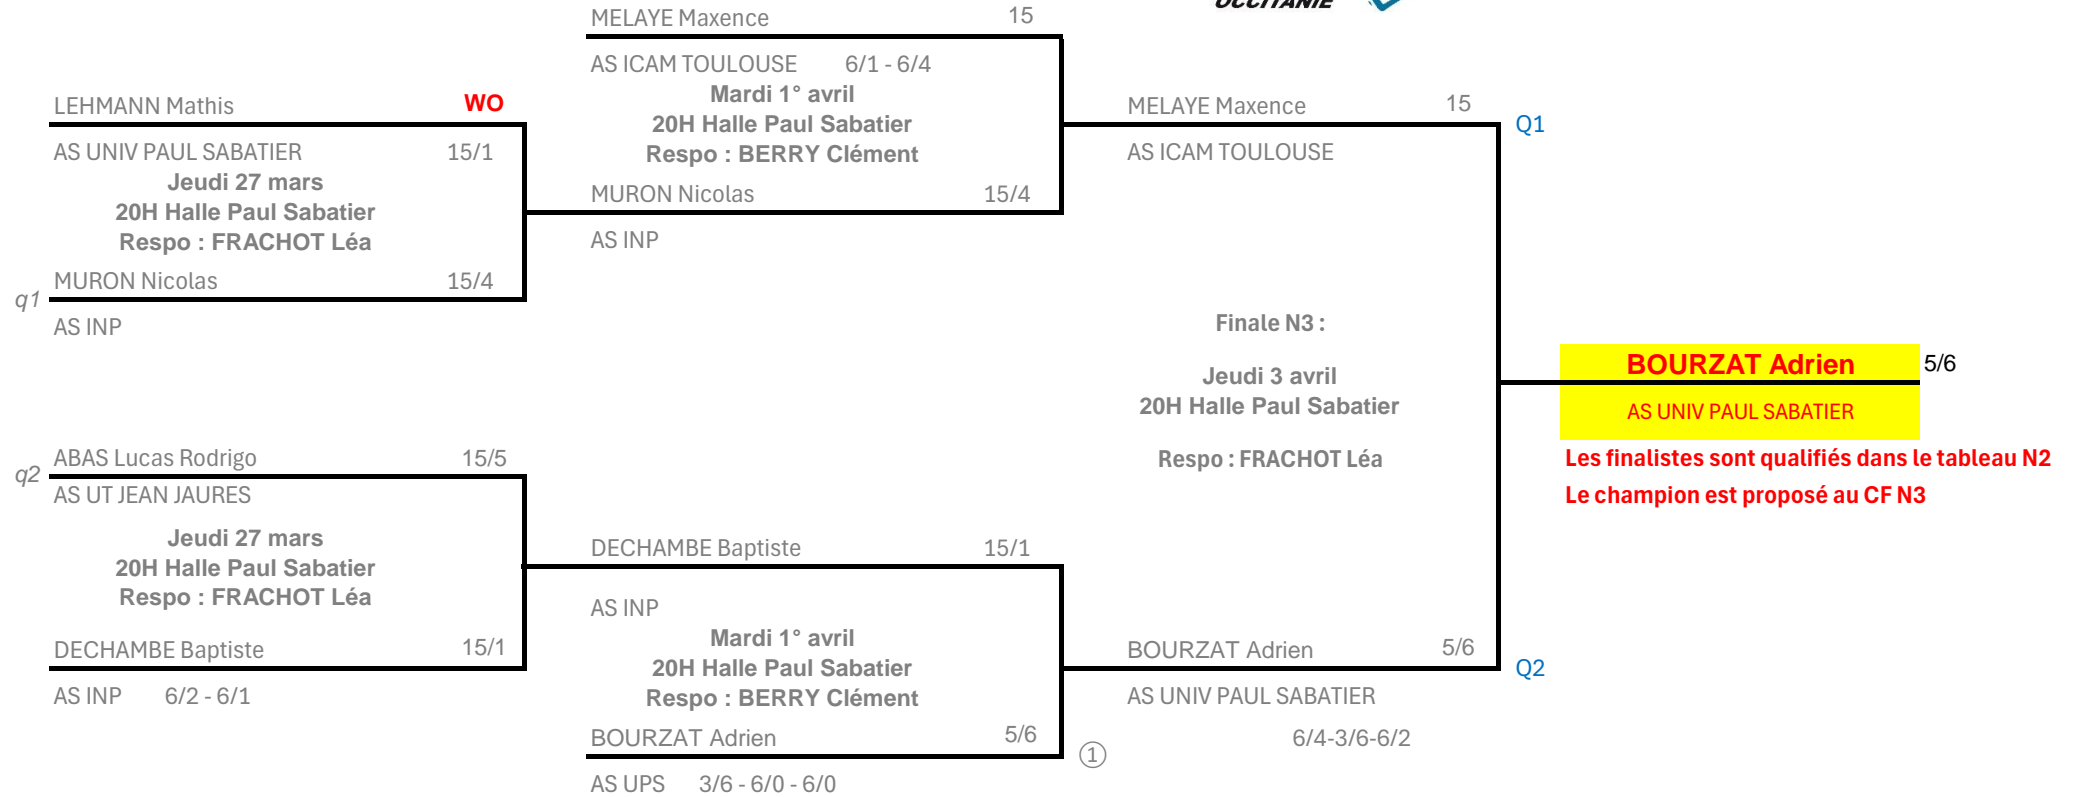 OCCITANIE
MELAYE Maxence 15
AS ICAM TOULOUSE 6/1 - 6/4
Mardi 1° avril
20H Halle Paul Sabatier
Respo : BERRY Clément
MURON Nicolas 15/4
AS INP
LEHMANN Mathis WO
AS UNIV PAUL SABATIER 15/1
Jeudi 27 mars
20H Halle Paul Sabatier
Respo : FRACHOT Léa
q1 MURON Nicolas 15/4
AS INP
MELAYE Maxence 15
Q1
AS ICAM TOULOUSE
Finale N3 :
Jeudi 3 avril
20H Halle Paul Sabatier
Respo : FRACHOT Léa
BOURZAT Adrien 5/6
AS UNIV PAUL SABATIER
Les finalistes sont qualifiés dans le tableau N2
Le champion est proposé au CF N3
q2 ABAS Lucas Rodrigo 15/5
AS UT JEAN JAURES
Jeudi 27 mars
20H Halle Paul Sabatier
Respo : FRACHOT Léa
DECHAMBE Baptiste 15/1
AS INP 6/2 - 6/1
DECHAMBE Baptiste 15/1
AS INP
Mardi 1° avril
20H Halle Paul Sabatier
Respo : BERRY Clément
BOURZAT Adrien 5/6
①
AS UPS 3/6 - 6/0 - 6/0
BOURZAT Adrien 5/6
Q2
AS UNIV PAUL SABATIER
6/4-3/6-6/2